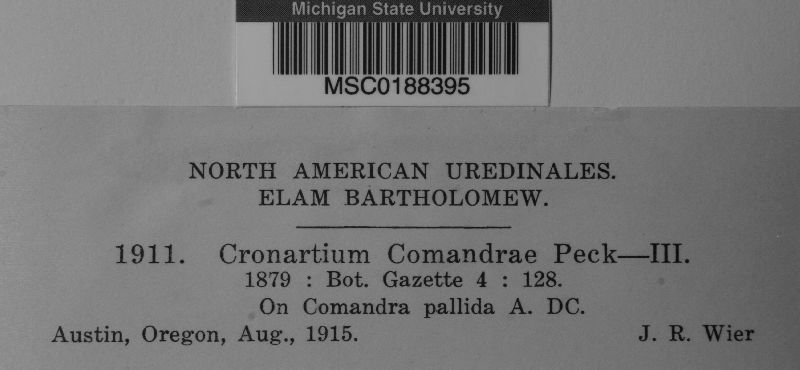 Michigan State University
MSC0188395
NORTH AMERICAN UREDINALES.
ELAM BARTHOLOMEW.
1911. Cronartium Comandrae Peck—III.
1879 : Bot. Gazette 4 : 128.
On Comandra pallida A. DC.
Austin, Oregon, Aug., 1915. J. R. Wier